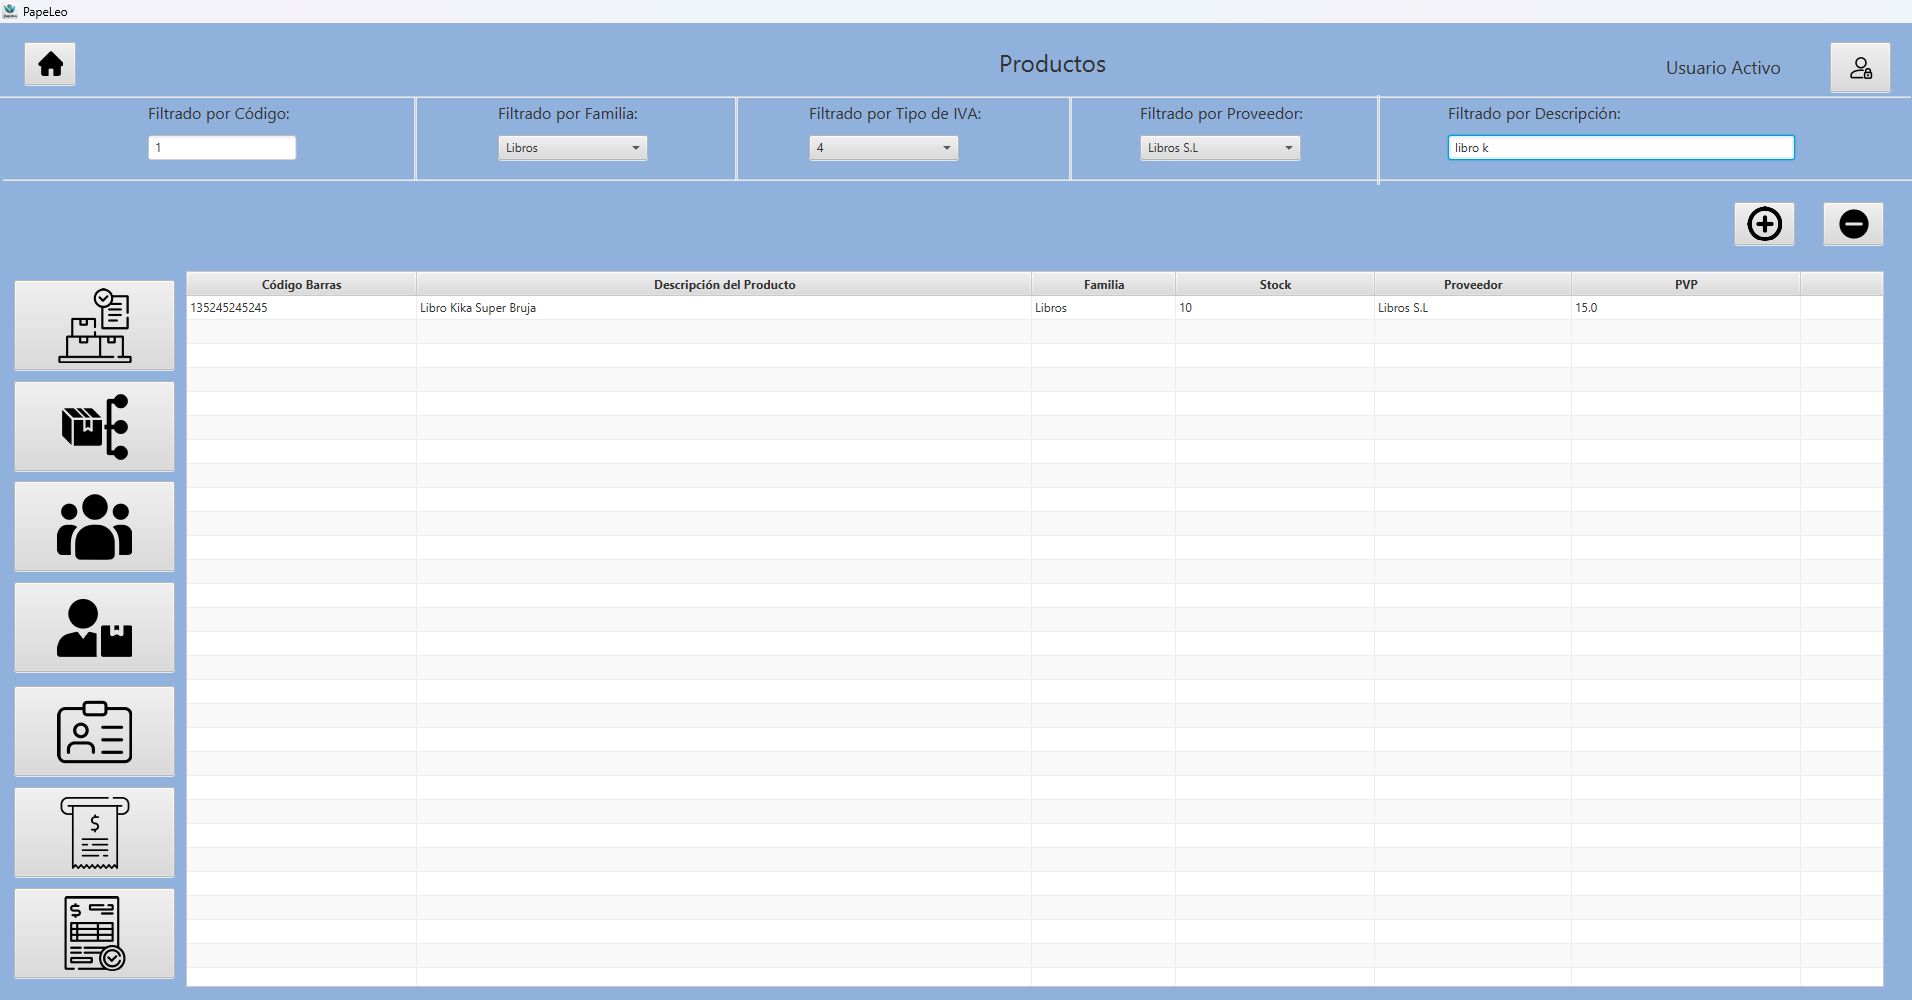 PapeLeo
Productos
Usuario Activo
Filtrado por Código:
1
Filtrado por Familia:
Libros
Filtrado por Tipo de IVA:
4
Filtrado por Proveedor:
Libros S.L
Filtrado por Descripción:
libro k
Código Barras Descripción del Producto Familia Stock Proveedor PVP
135245245245 Libro Kika Super Bruja Libros 10 Libros S.L 15.0
$
$